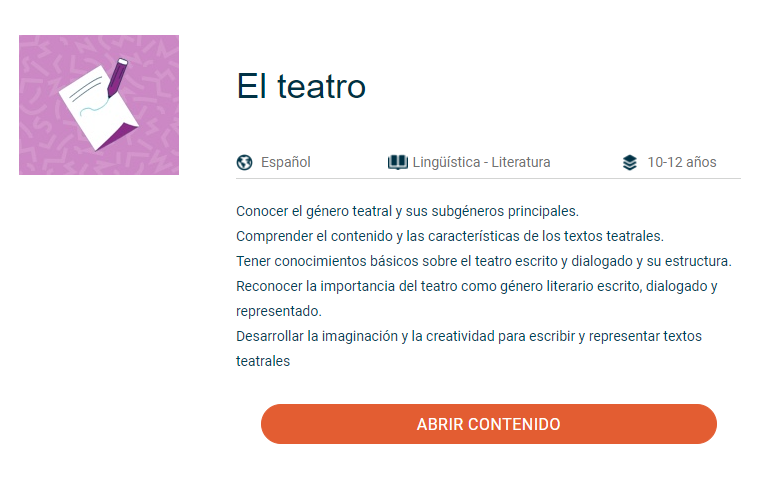 El teatro
Español
Lingüística - Literatura
10-12 años
Conocer el género teatral y sus subgéneros principales.
Comprender el contenido y las características de los textos teatrales.
Tener conocimientos básicos sobre el teatro escrito y dialogado y su estructura.
Reconocer la importancia del teatro como género literario escrito, dialogado y
representado.
Desarrollar la imaginación y la creatividad para escribir y representar textos
teatrales
ABRIR CONTENIDO